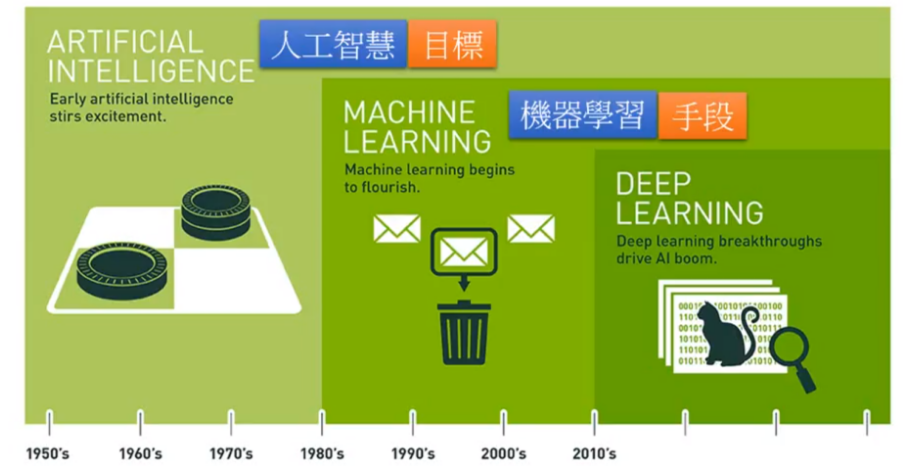 ARTIFICIAL
INTELLIGENCE
人工智慧 目標
Early artificial intelligence
stirs excitement.
MACHINE
LEARNING
機器學習 手段
Machine learning begins
to flourish.
DEEP
LEARNING
Deep learning breakthroughs
drive AI boom.
1950's 1960's 1970's 1980's 1990's 2000's 2010's